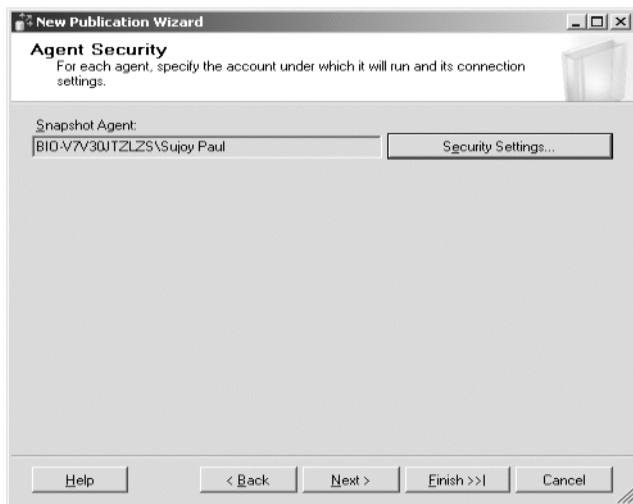 New Publication Wizard
Agent Security
For each agent, specify the account under which it will run and its connection
settings.
Snapshot Agent:
BIO-V7V30JTZLZS\Sujoy Paul
Security Settings...
Help
< Back
Next >
Finish >>|
Cancel